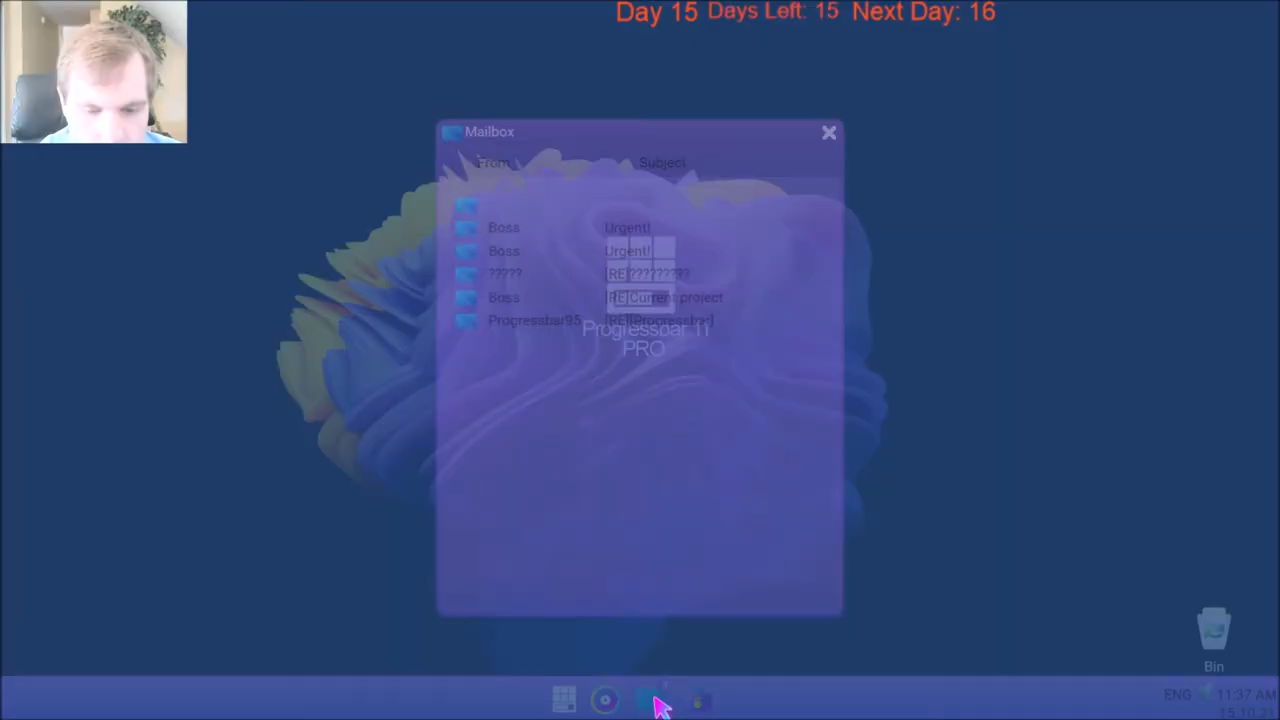 Day 15 Days Left: 15 Next Day: 16
Mailbox
From Subject
Boss Urgent!
Boss Urgent!
????? [RE]????????
Boss [RE]Current project
Progressbar95 [RE][Progressbar]
Progressbar 11
PRO
Bin
ENG 11:37 AM